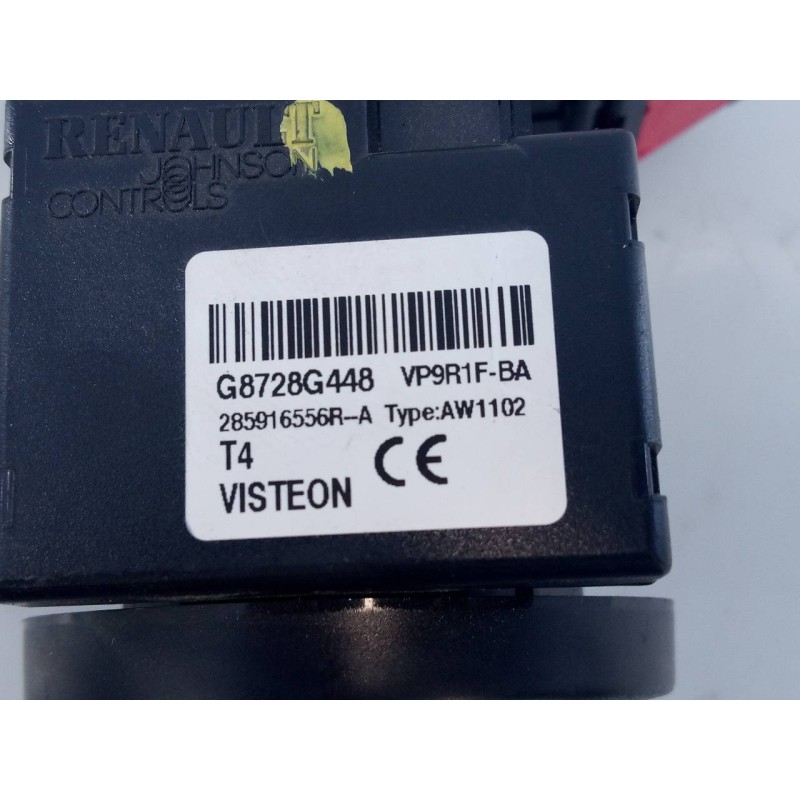 RENAULT
JOHNSON
CONTROLS
G8728G448 VP9R1F-BA
285916556R--A Type:AW1102
T4 CE
VISTEON